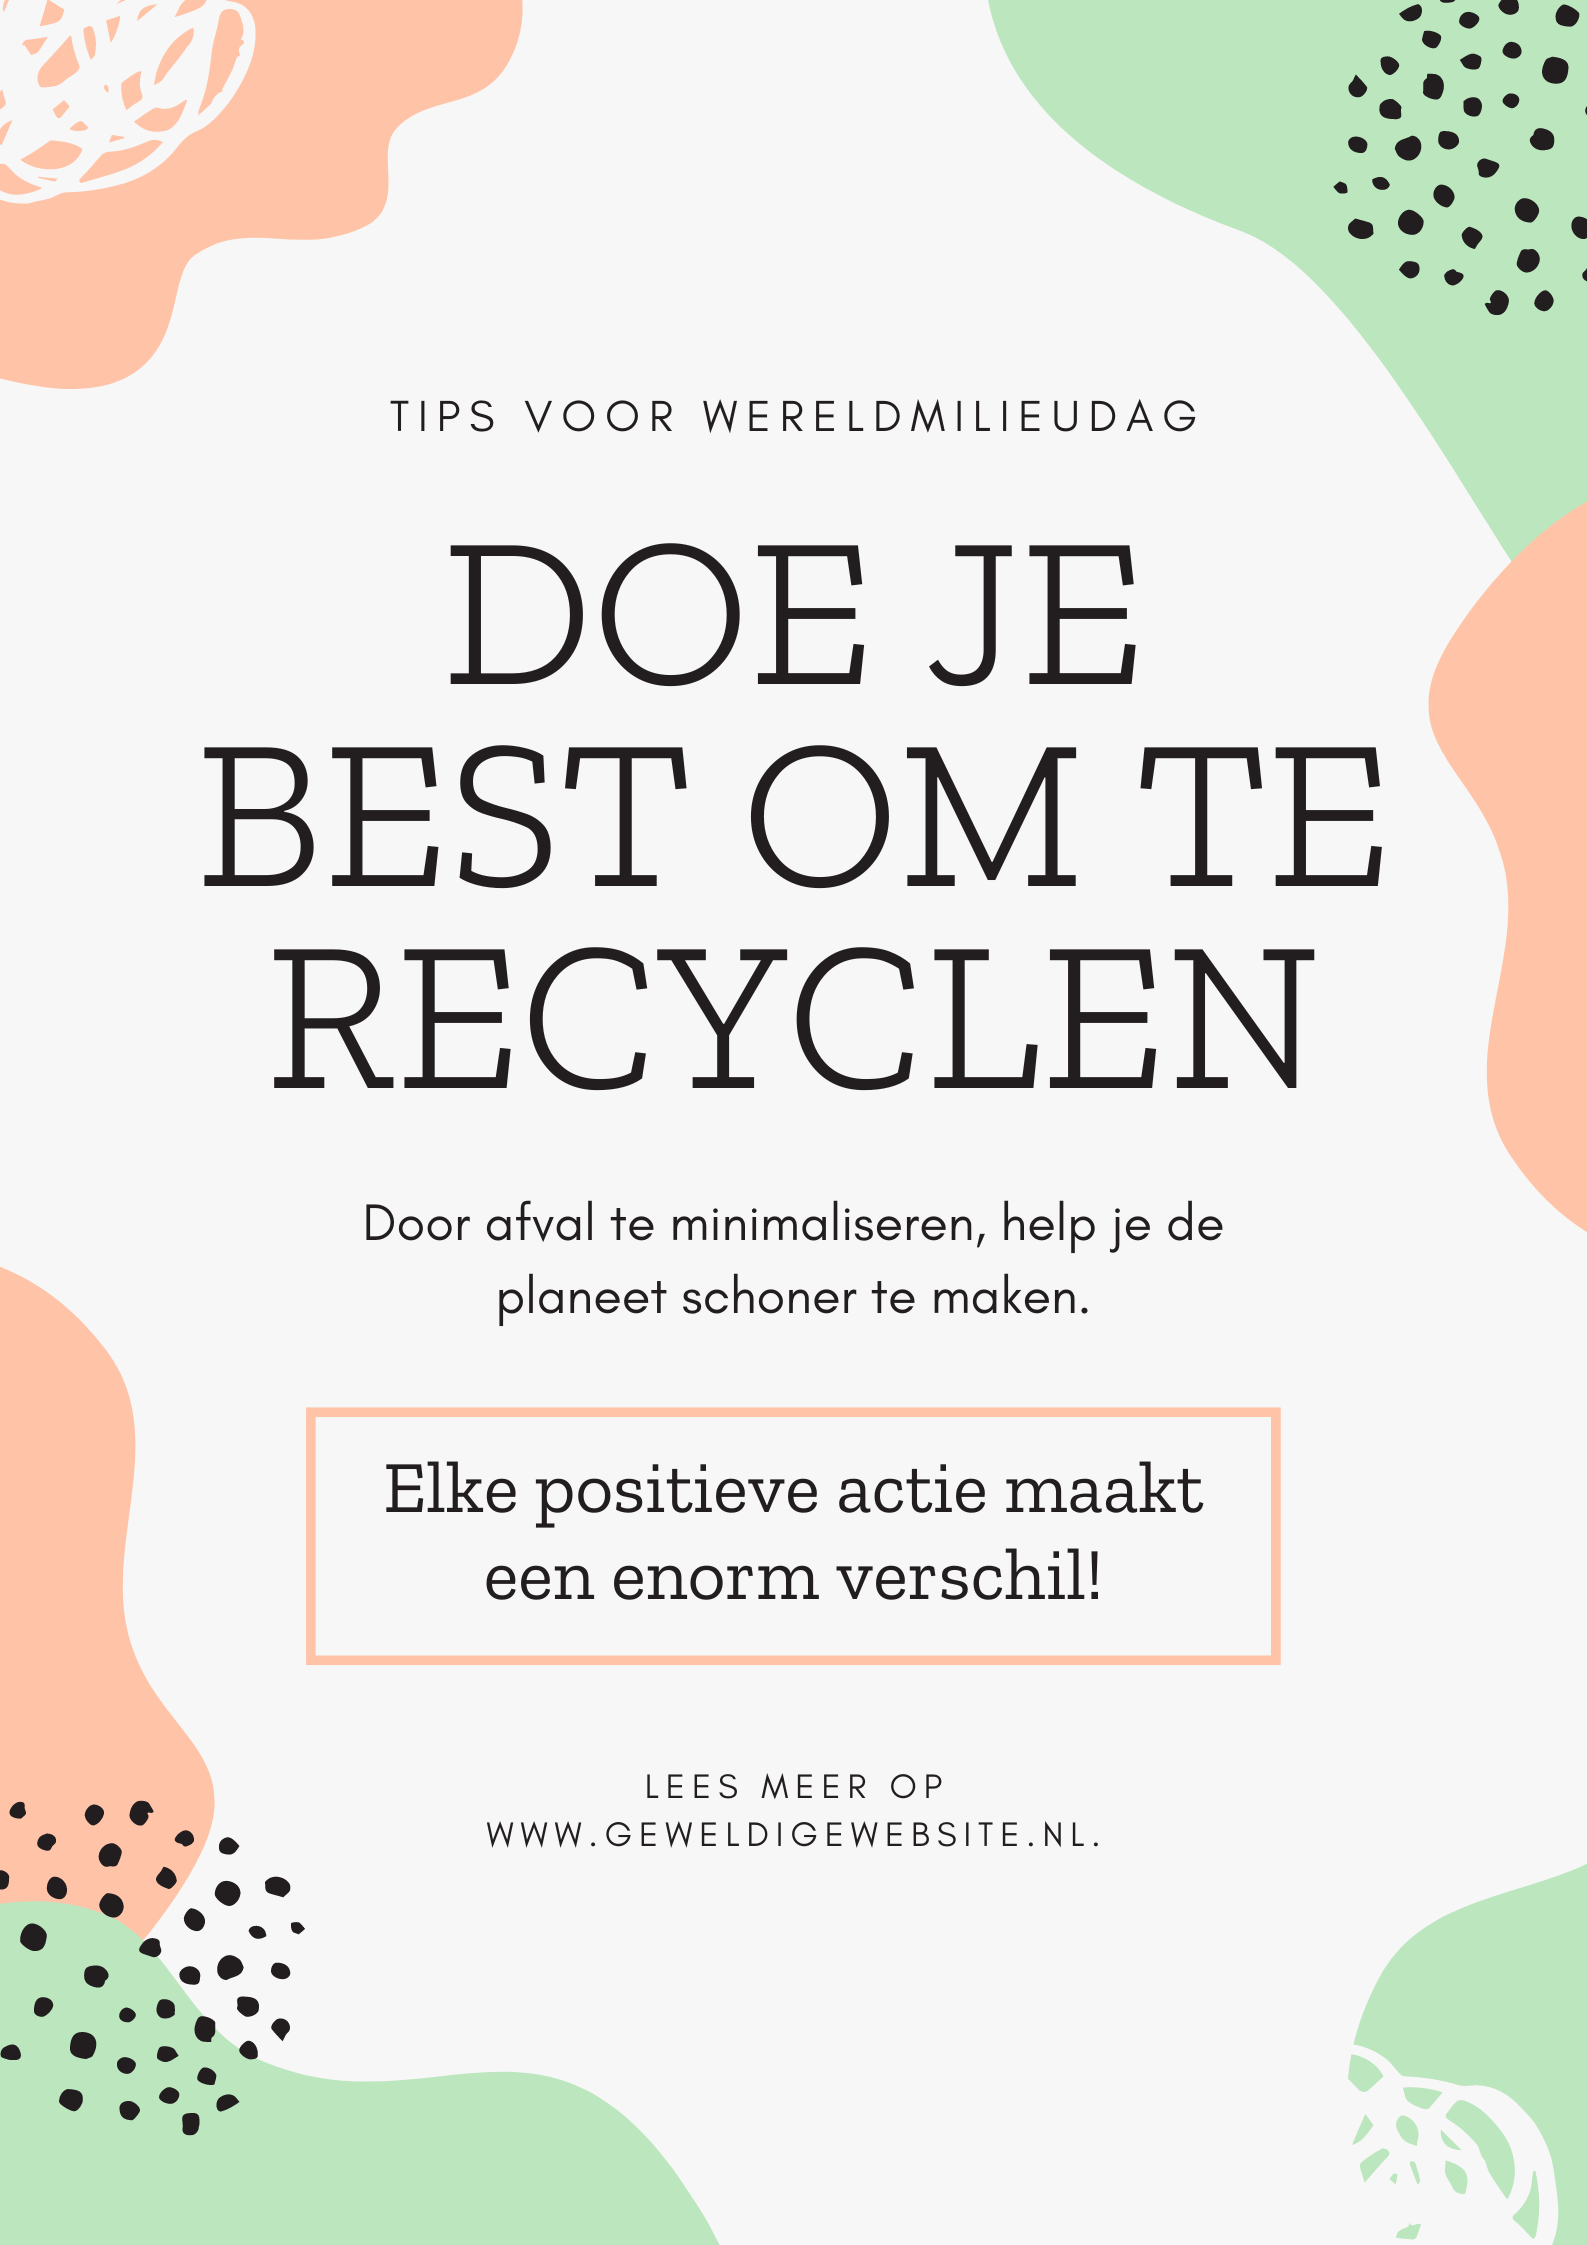 TIPS VOOR WERELDMILIEUDAG
DOE JE
BEST OM TE
RECYCLEN
Door afval te minimaliseren, help je de
planeet schoner te maken.
Elke positieve actie maakt
een enorm verschil!
LEES MEER OP
WWW.GEWELDIGEWEBSITE.NL.